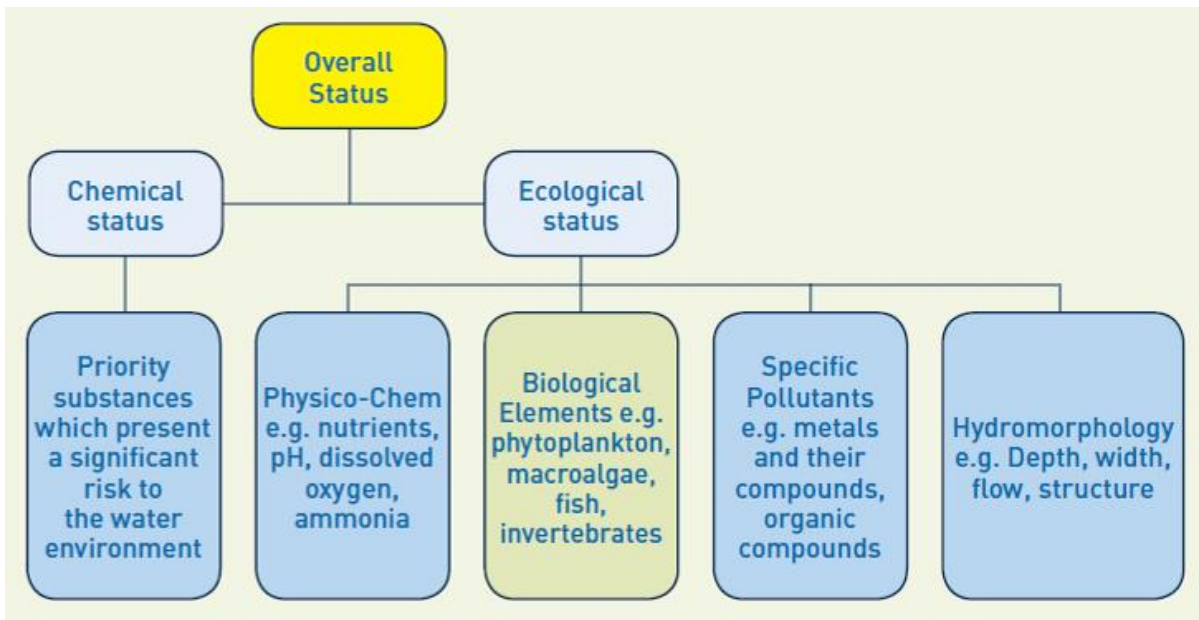 Overall
Status
Chemical
status
Ecological
status
Priority
substances
which present
a significant
risk to
the water
environment
Physico-Chem
e.g. nutrients,
pH, dissolved
oxygen,
ammonia
Biological
Elements e.g.
phytoplankton,
macroalgae,
fish,
invertebrates
Specific
Pollutants
e.g. metals
and their
compounds,
organic
compounds
Hydromorphology
e.g. Depth, width,
flow, structure